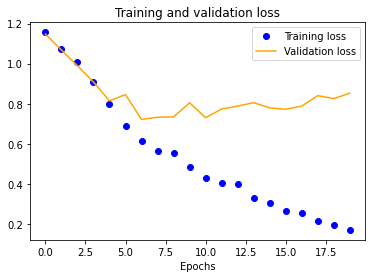 Training and validation loss
1.2
1.0
0.8
0.6
0.4
0.2
Training loss
Validation loss
0.0 2.5 5.0 7.5 10.0 12.5 15.0 17.5
Epochs